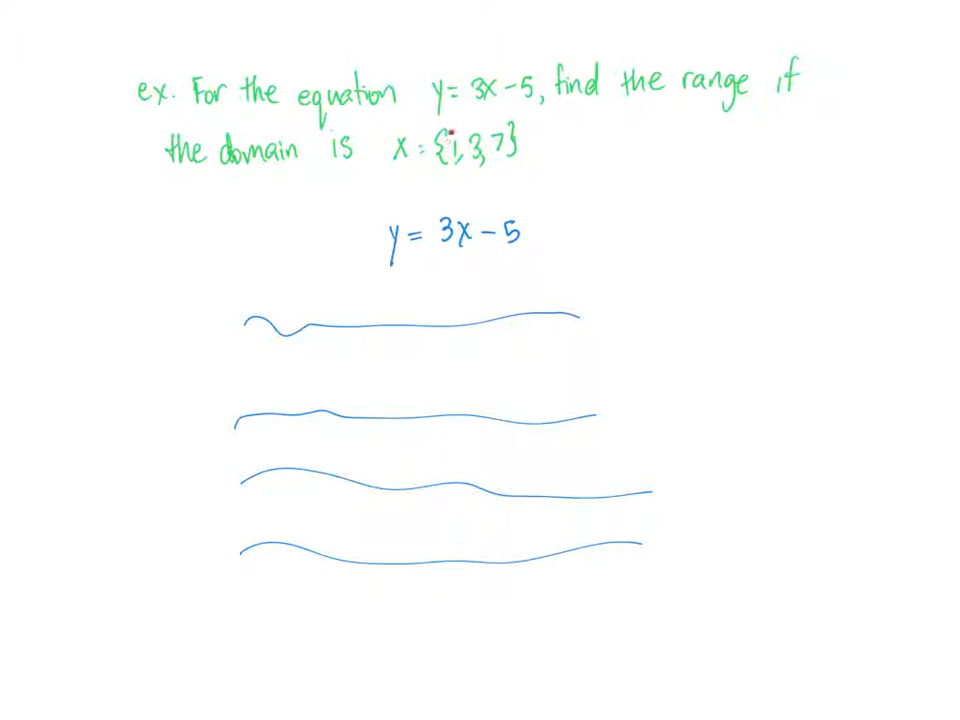 ex. For the equation y = 3x - 5, find the range if
the domain is x = {1, 3, 7}
y = 3x - 5